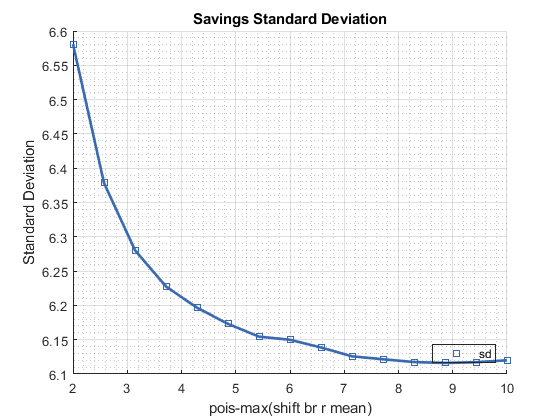 Savings Standard Deviation
6.6
6.55
6.5
6.45
6.4
6.35
6.3
6.25
6.2
6.15
6.1
Standard Deviation
sd
2 3 4 5 6 7 8 9 10
pois-max(shift br r mean)